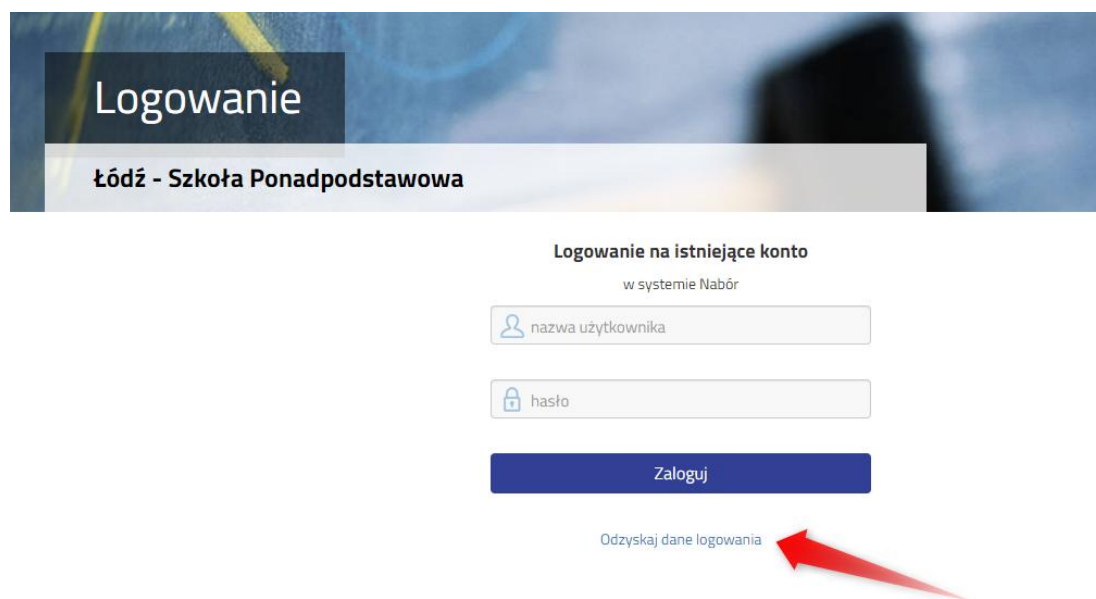 Logowanie
Łódź - Szkoła Ponadpodstawowa
Logowanie na istniejące konto
w systemie Nabór
nazwa użytkownika
hasło
Zaloguj
Odzyskaj dane logowania